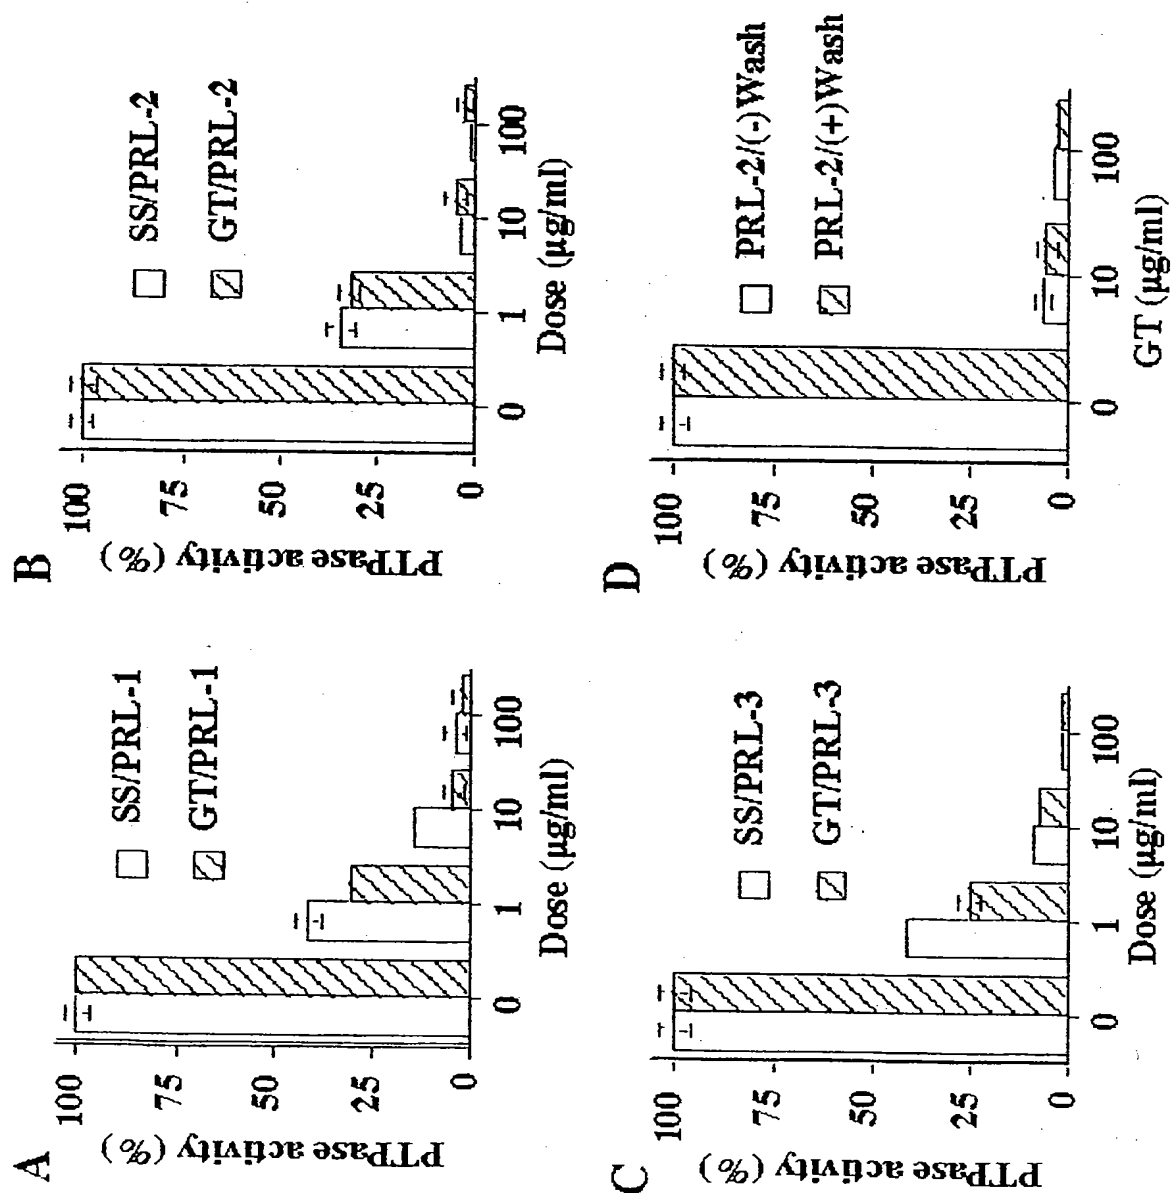 A
PTPase activity (%)
100
75
50
25
0
SS/PRL-1
GT/PRL-1
0 1 10 100
Dose (µg/ml)
B
PTPase activity (%)
100
75
50
25
0
SS/PRL-2
GT/PRL-2
0 1 10 100
Dose (µg/ml)
C
PTPase activity (%)
100
75
50
25
0
SS/PRL-3
GT/PRL-3
0 1 10 100
Dose (µg/ml)
D
PTPase activity (%)
100
75
50
25
0
PRL-2/(-)Wash
PRL-2/(+)Wash
0 10 100
GT (µg/ml)